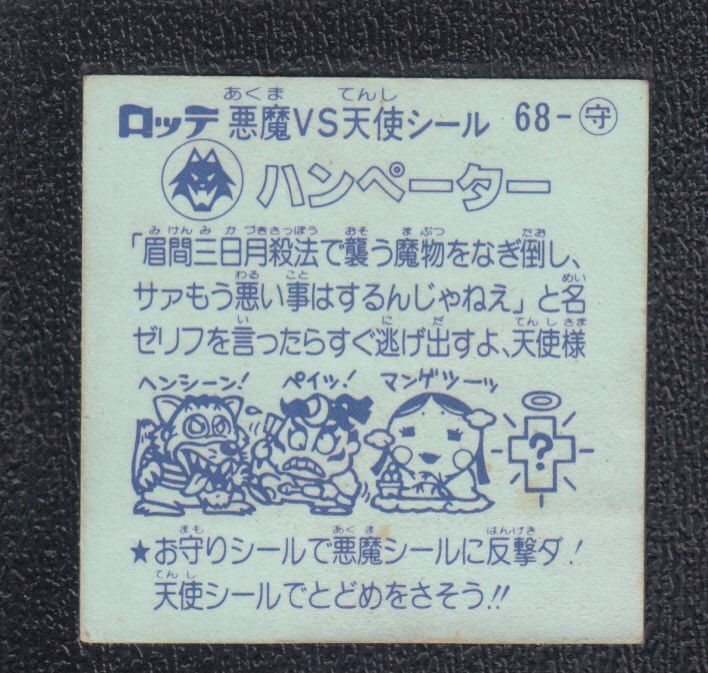 ロッテ 悪魔VS天使シール 68-守
ハンペーター
「眉間三日月殺法で襲う魔物をなぎ倒し、
サァもう悪い事はするんじゃねえ」と名
ゼリフを言ったらすぐ逃げ出すよ、天使様
ヘンシーン! ペイッ! マンゲツーッ
?
★お守りシールで悪魔シールに反撃ダ!
天使シールでとどめをさそう!!